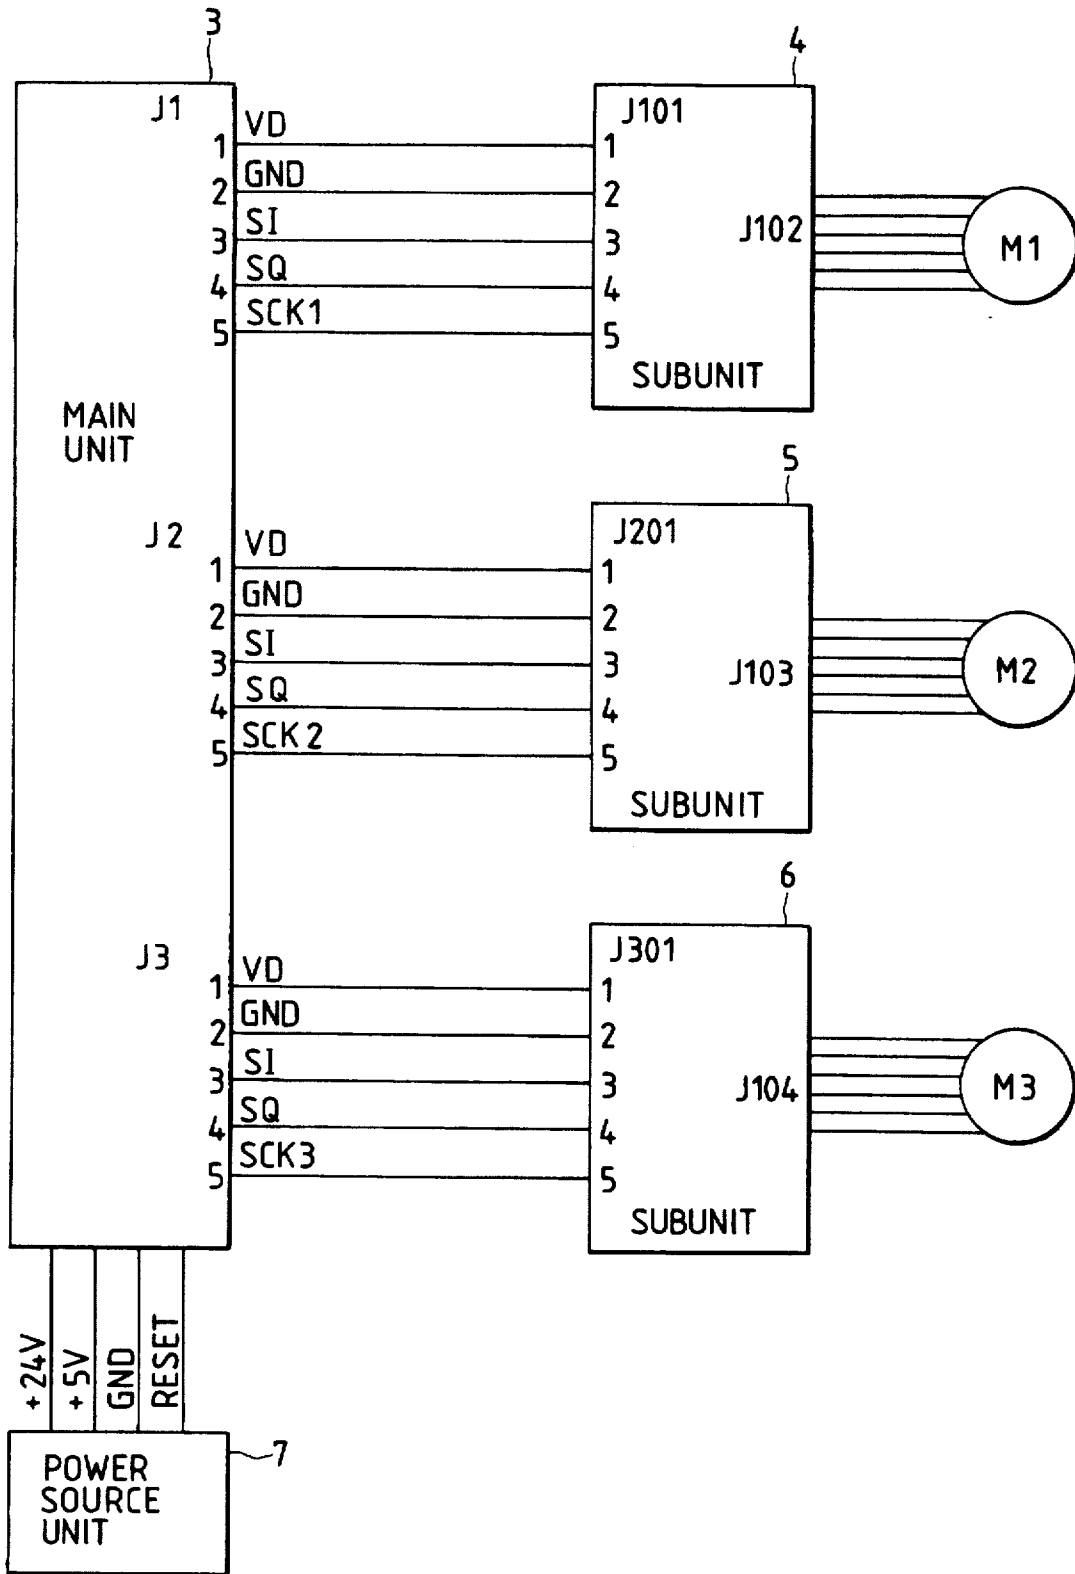 3
4
J1
J101
1 VD 1
2 GND 2
3 SI 3
4 SQ 4
5 SCK1 5
J102
M1
SUBUNIT
MAIN
UNIT
5
J2
J201
1 VD 1
2 GND 2
3 SI 3
4 SQ 4
5 SCK2 5
J103
M2
SUBUNIT
6
J3
J301
1 VD 1
2 GND 2
3 SI 3
4 SQ 4
5 SCK3 5
J104
M3
SUBUNIT
+24V
+5V
GND
RESET
7
POWER
SOURCE
UNIT